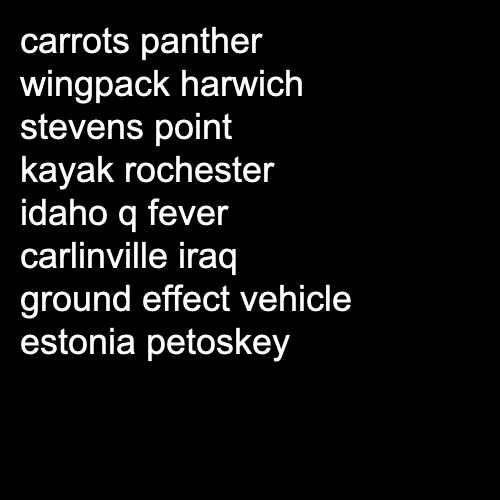 carrots panther
wingpack harwich
stevens point
kayak rochester
idaho q fever
carlinville iraq
ground effect vehicle
estonia petoskey